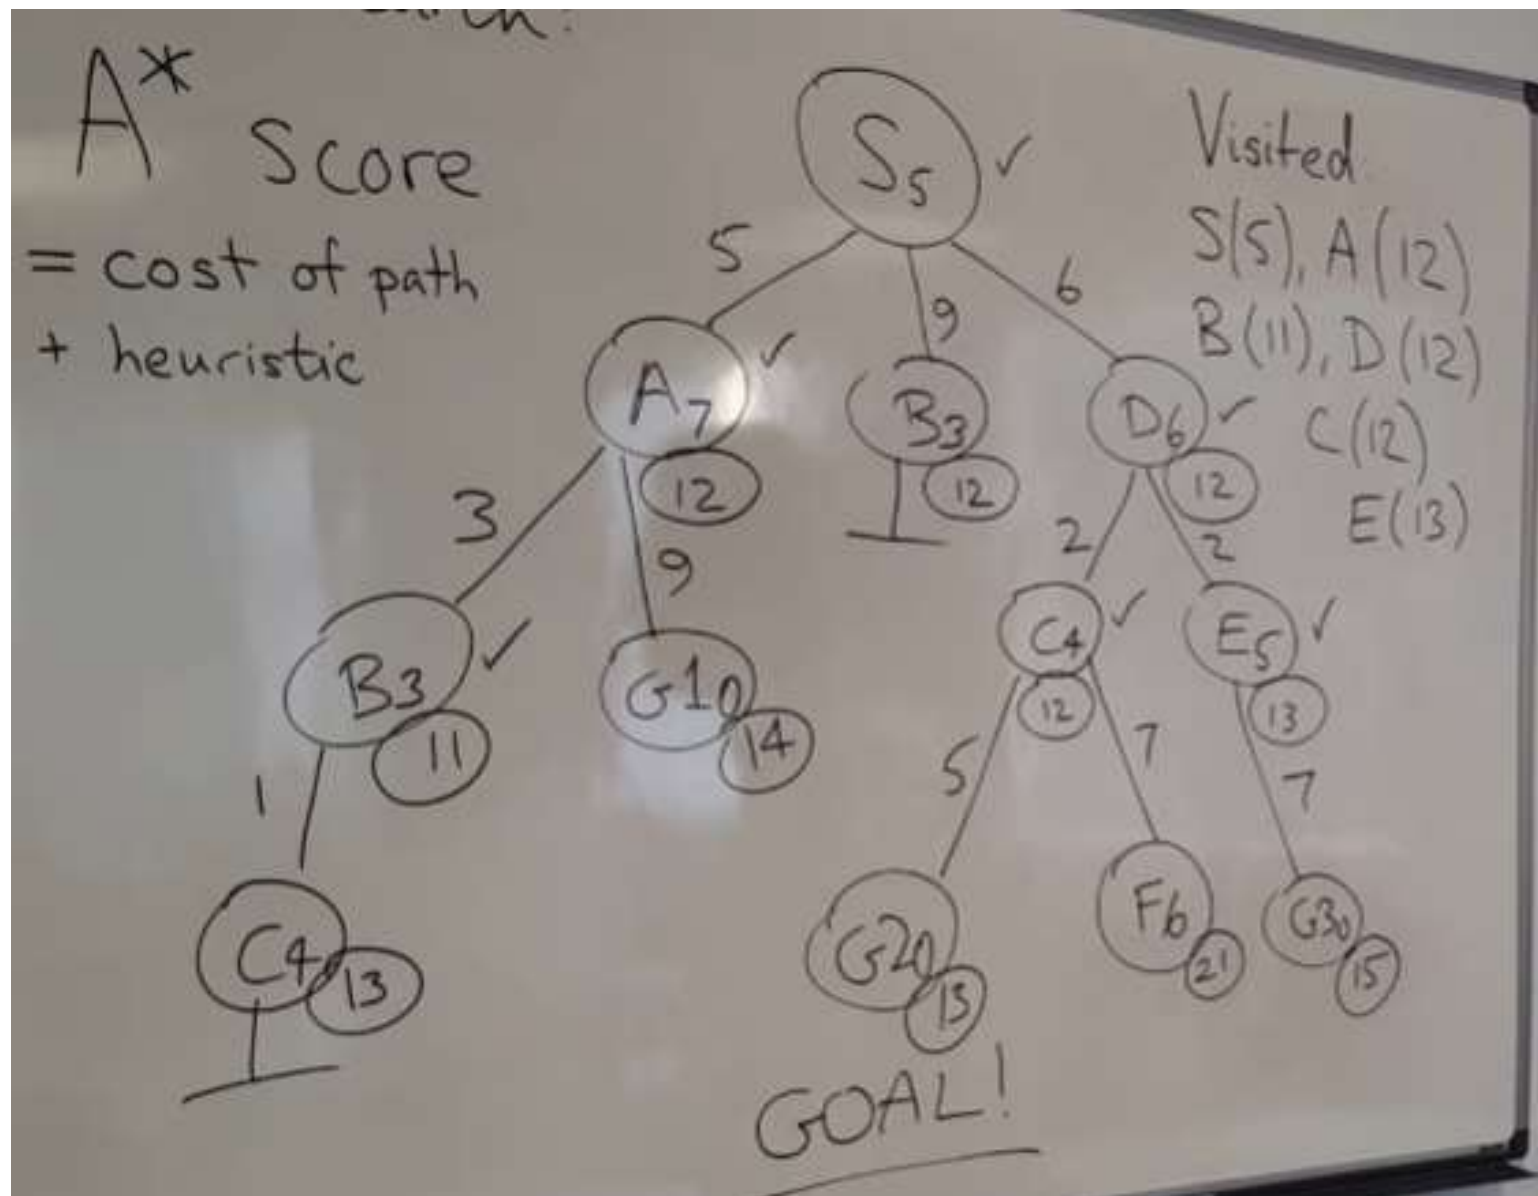 A*
Score
= cost of path
+ heuristic
S5 ✓
5
9
6
A7 ✓
12
B3
12
D6 ✓
12
3
9
2
2
B3 ✓
11
G10
14
C4 ✓
12
E5 ✓
13
1
5
7
7
C4
13
G20
13
F6
21
G30
15
GOAL!
Visited
S(5), A(12)
B(11), D(12)
C(12)
E(13)